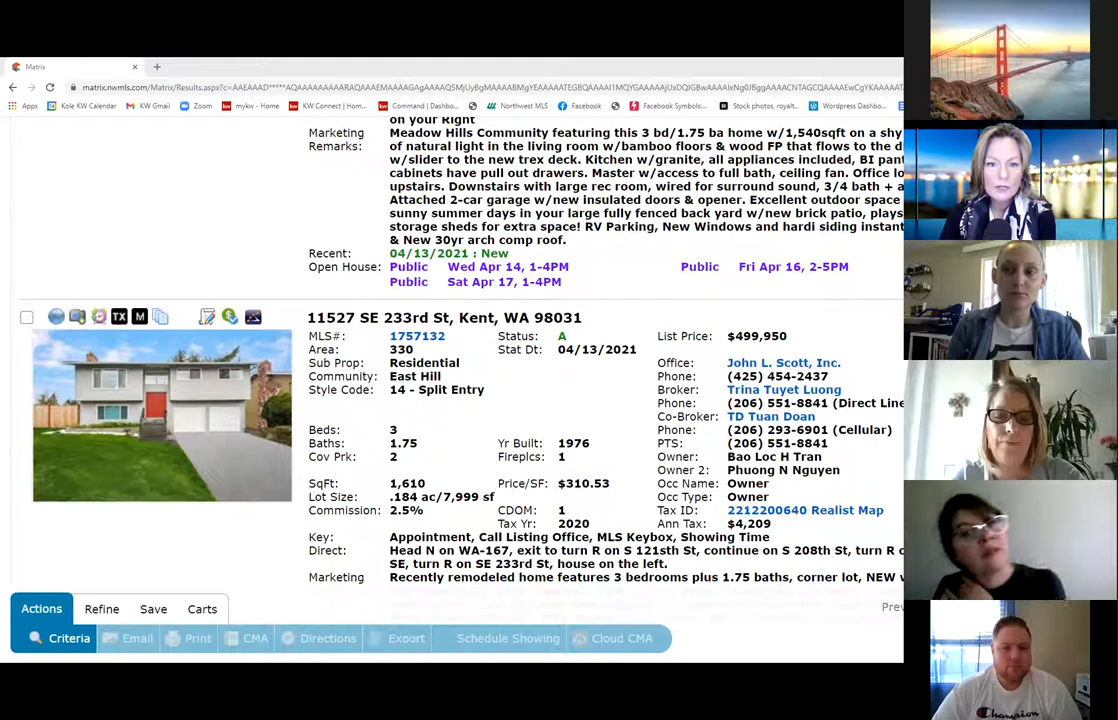 Matrix
matrix.nwmls.com/Matrix/Results.aspx?c=AAEAAAD*****AQAAAAAAAAARAQAAAEMAAAAGAgAAAAQ5MjUyBgMAAAABMgYEAAAATEGBQAAAAI1MQYGAAAAAjUxDQIGBwAAAAIxNg0JBggAAAACNTAGCQAAAAEwCgYKAAAAT
Apps
Kole KW Calendar
KW Gmail
Zoom
mykw - Home
KW Connect | Hom...
Command | Dashbo...
Northwest MLS
Facebook
Facebook Symbols:...
Stock photos, royalt...
Wordpress Dashbo...
on your Right
Marketing Meadow Hills Community featuring this 3 bd/1.75 ba home w/1,540sqft on a shy
Remarks: of natural light in the living room w/bamboo floors & wood FP that flows to the d
w/slider to the new trex deck. Kitchen w/granite, all appliances included, BI pan
cabinets have pull out drawers. Master w/access to full bath, ceiling fan. Office lo
upstairs. Downstairs with large rec room, wired for surround sound, 3/4 bath + a
Attached 2-car garage w/new insulated doors & opener. Excellent outdoor space
sunny summer days in your large fully fenced back yard w/new brick patio, plays
storage sheds for extra space! RV Parking, New Windows and hardi siding instan
& New 30yr arch comp roof.
Recent: 04/13/2021 : New
Open House: Public Wed Apr 14, 1-4PM Public Fri Apr 16, 2-5PM
Public Sat Apr 17, 1-4PM
TX M 11527 SE 233rd St, Kent, WA 98031
MLS#: 1757132 Status: A List Price: $499,950
Area: 330 Stat Dt: 04/13/2021
Sub Prop: Residential Office: John L. Scott, Inc.
Community: East Hill Phone: (425) 454-2437
Style Code: 14 - Split Entry Broker: Trina Tuyet Luong
Phone: (206) 551-8841 (Direct Line
Co-Broker: TD Tuan Doan
Beds: 3 Phone: (206) 293-6901 (Cellular)
Baths: 1.75 Yr Built: 1976 PTS: (206) 551-8841
Cov Prk: 2 Fireplcs: 1 Owner: Bao Loc H Tran
Owner 2: Phuong N Nguyen
SqFt: 1,610 Price/SF: $310.53 Occ Name: Owner
Lot Size: .184 ac/7,999 sf Occ Type: Owner
Commission: 2.5% CDOM: 1 Tax ID: 2212200640 Realist Map
Tax Yr: 2020 Ann Tax: $4,209
Key: Appointment, Call Listing Office, MLS Keybox, Showing Time
Direct: Head N on WA-167, exit to turn R on S 121sth St, continue on S 208th St, turn R o
SE, turn R on SE 233rd St, house on the left.
Marketing Recently remodeled home features 3 bedrooms plus 1.75 baths, corner lot, NEW v
Actions Refine Save Carts Prev
Criteria Email Print CMA Directions Export Schedule Showing Cloud CMA
Champion